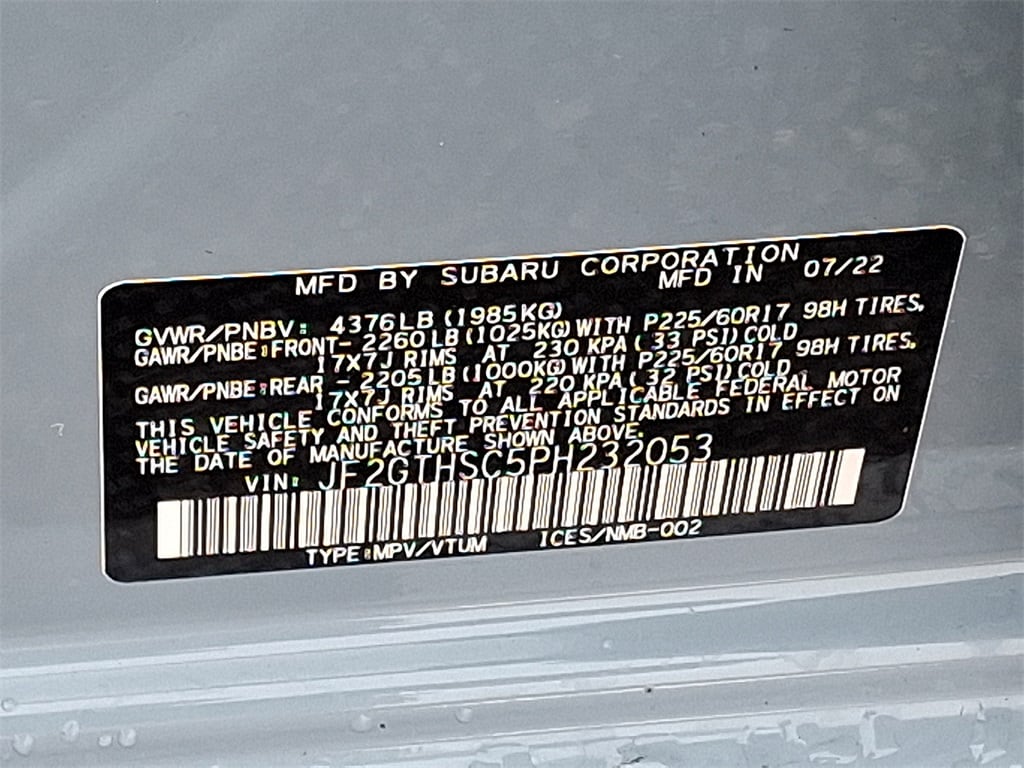 MFD BY SUBARU CORPORATION
MFD IN 07/22
GVWR/PNBV: 4376LB (1985KG)
GAWR/PNBE:FRONT- 2260LB (1025KG) WITH P225/60R17 98H TIRES.
17X7J RIMS AT 230 KPA ( 33 PSI) COLD
GAWR/PNBE:REAR - 2205LB (1000KG) WITH P225/60R17 98H TIRES.
17X7J RIMS AT 220 KPA ( 32 PSI) COLD
THIS VEHICLE CONFORMS TO ALL APPLICABLE FEDERAL MOTOR
VEHICLE SAFETY AND THEFT PREVENTION STANDARDS IN EFFECT ON
THE DATE OF MANUFACTURE SHOWN ABOVE.
VIN: JF2GTHSC5PH232053
TYPE:MPV/VTUM ICES/NMB-002